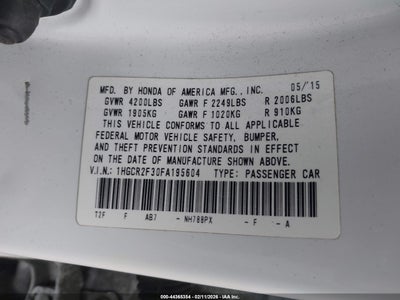 MFD. BY HONDA OF AMERICA MFG., INC. 05/'15
GVWR 4200LBS GAWR F 2249LBS R 2006LBS
GVWR 1905KG GAWR F 1020KG R 910KG
THIS VEHICLE CONFORMS TO ALL APPLICABLE
FEDERAL MOTOR VEHICLE SAFETY, BUMPER,
AND THEFT PREVENTION STANDARDS IN EFFECT
ON THE DATE OF MANUFACTURE SHOWN ABOVE.
V.I.N.: 1HGCR2F30FA195604 TYPE: PASSENGER CAR
T2F F AB7 - NH788PX - F - A
000-44365354 - 02/11/2026 - IAA Inc.